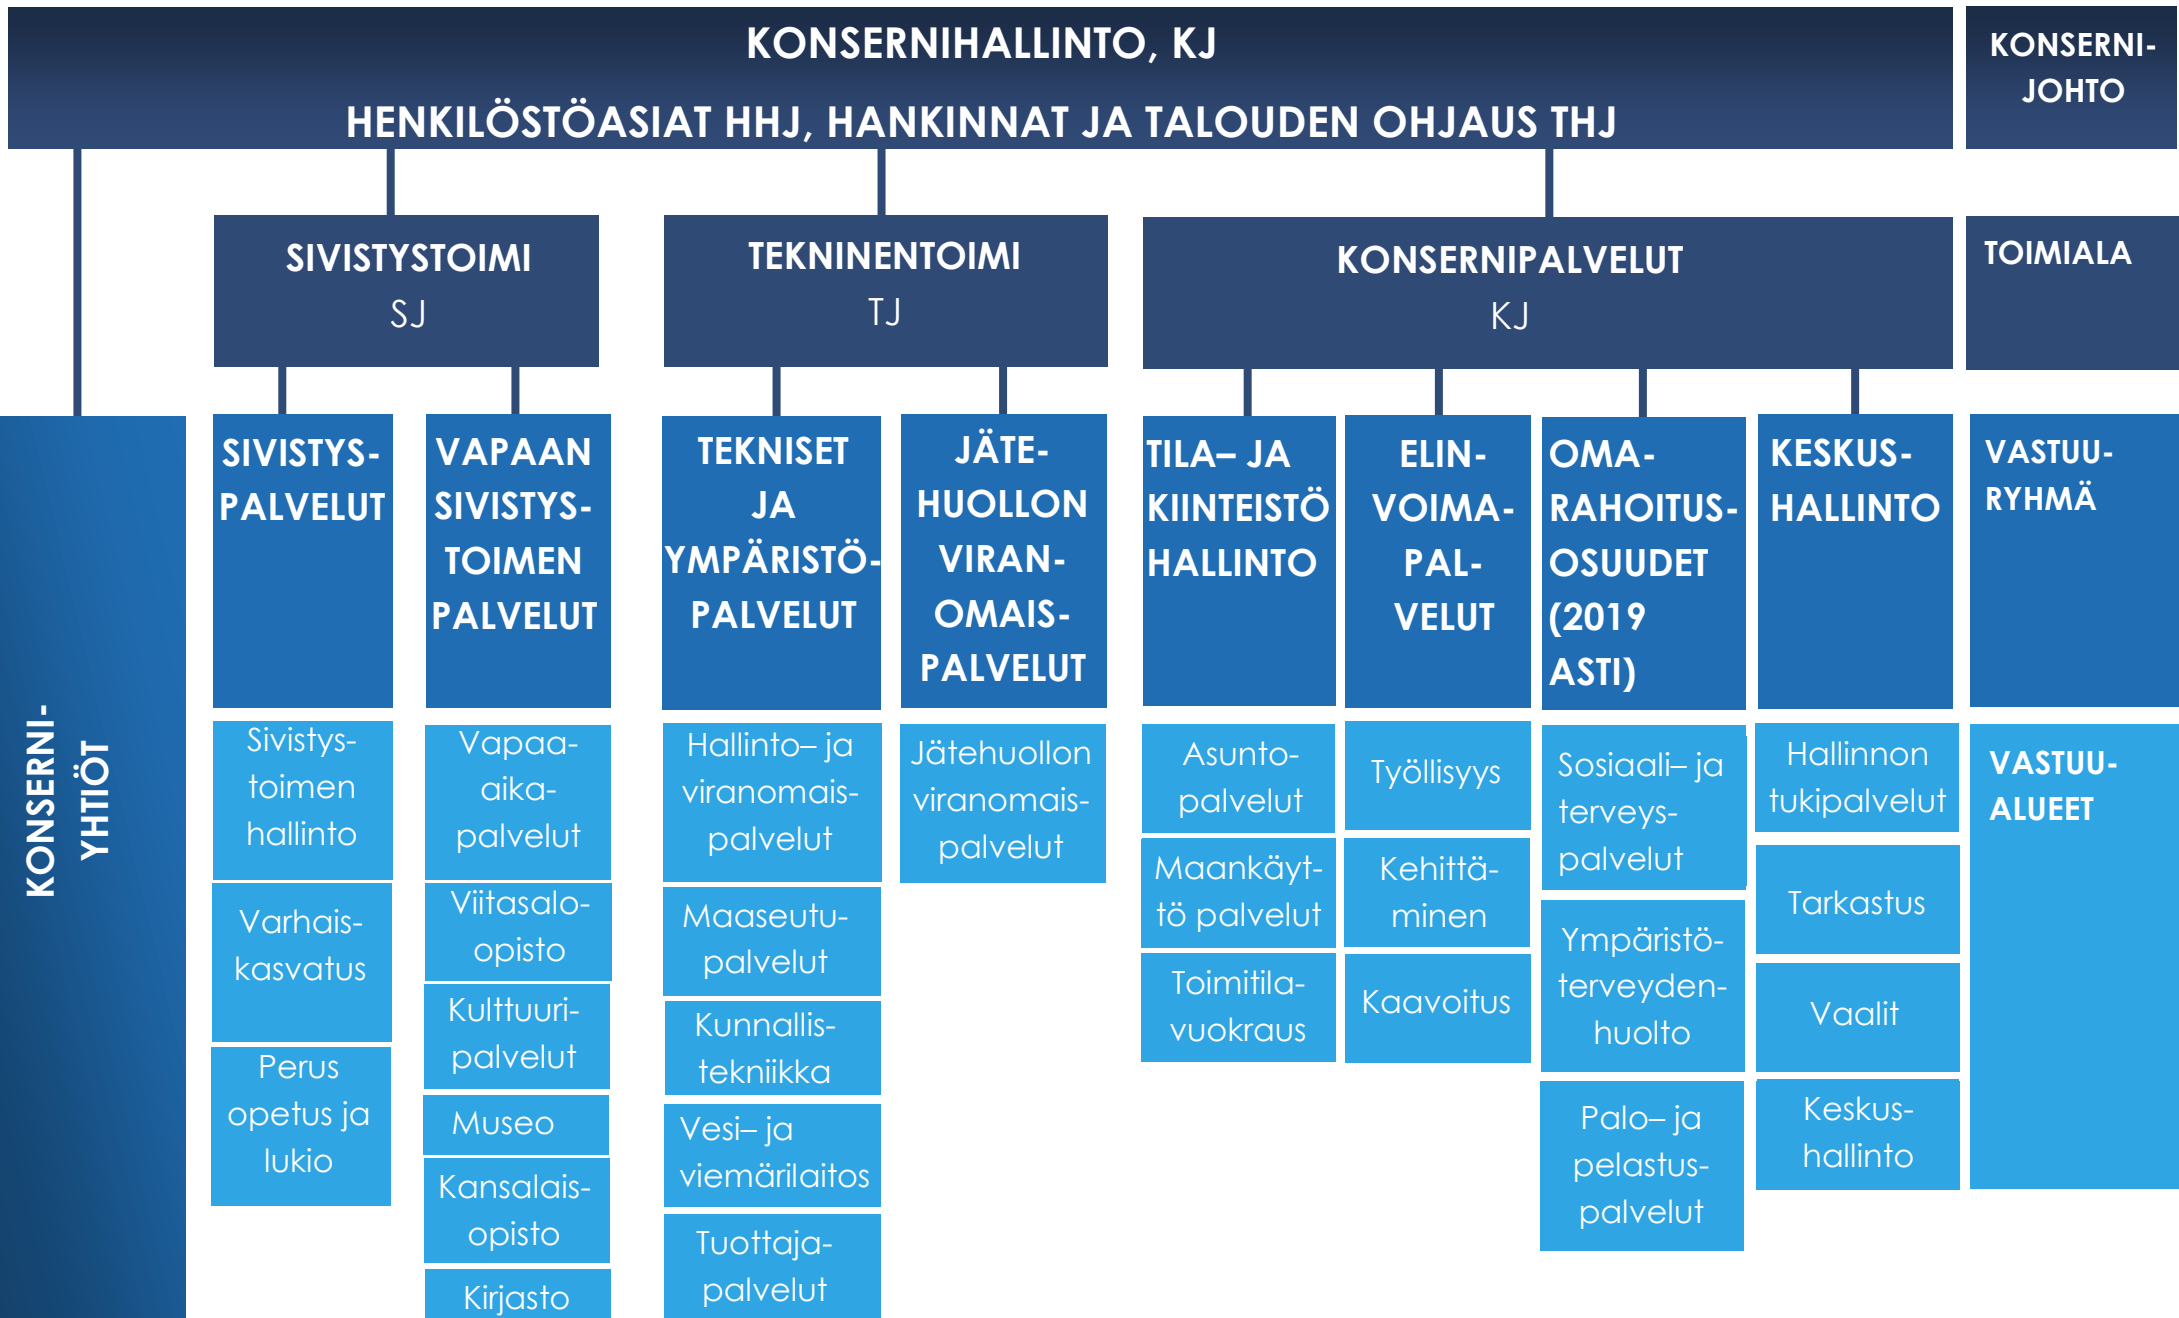 KONSERNIHALLINTO, KJ
HENKILÖSTÖASIAT HHJ, HANKINNAT JA TALOUDEN OHJAUS THJ
KONSERNI-
JOHTO
SIVISTYSTOIMI
SJ
TEKNINENTOIMI
TJ
KONSERNIPALVELUT
KJ
TOIMIALA
KONSERNI-
YHTIÖT
SIVISTYS-
PALVELUT
VAPAAN
SIVISTYS-
TOIMEN
PALVELUT
TEKNISET
JA
YMPÄRISTÖ-
PALVELUT
JÄTE-
HUOLLON
VIRAN-
OMAIS-
PALVELUT
TILA– JA
KIINTEISTÖ
HALLINTO
ELIN-
VOIMA-
PAL-
VELUT
OMA-
RAHOITUS-
OSUUDET
(2019
ASTI)
KESKUS-
HALLINTO
VASTUU-
RYHMÄ
Sivistys-
toimen
hallinto
Varhais-
kasvatus
Perus
opetus ja
lukio
Vapaa-
aika-
palvelut
Viitasalo-
opisto
Kulttuuri-
palvelut
Museo
Kansalais-
opisto
Kirjasto
Hallinto– ja
viranomais-
palvelut
Maaseutu-
palvelut
Kunnallis-
tekniikka
Vesi– ja
viemärilaitos
Tuottaja-
palvelut
Jätehuollon
viranomais-
palvelut
Asunto-
palvelut
Maankäyt-
tö palvelut
Toimitila-
vuokraus
Työllisyys
Kehittä-
minen
Kaavoitus
Sosiaali– ja
terveys-
palvelut
Ympäristö-
terveyden-
huolto
Palo– ja
pelastus-
palvelut
Hallinnon
tukipalvelut
Tarkastus
Vaalit
Keskus-
hallinto
VASTUU-
ALUEET